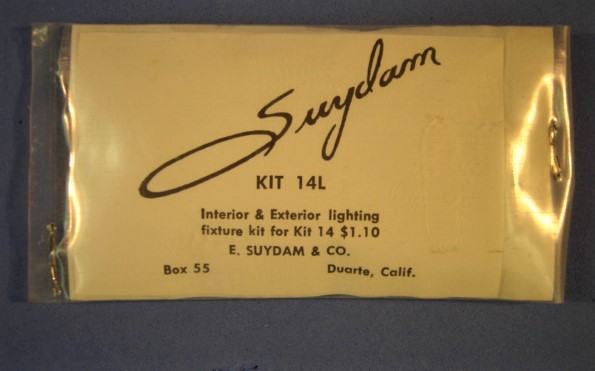 Suydam
KIT 14L
Interior & Exterior lighting
fixture kit for Kit 14 $1.10
E. SUYDAM & CO.
Box 55 Duarte, Calif.